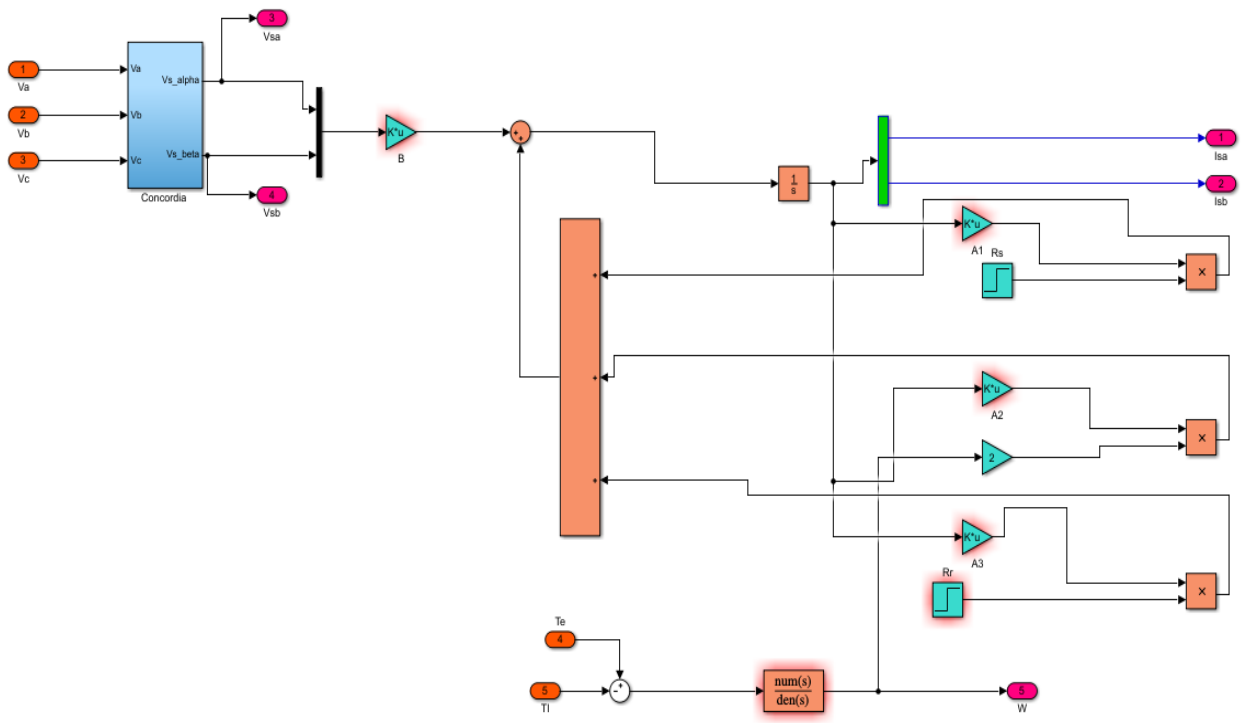 3
Vsa
1
Va
2
Vb
3
Vc
Va
Vb
Vc
Vs_alpha
Vs_beta
Concordia
4
Vsb
K*u
B
+
+
1
s
1
Isa
2
Isb
K*u
A1
Rs
×
+
+
+
K*u
A2
2
×
K*u
A3
Rr
×
Te
4
5
Tl
+
-
num(s)
den(s)
5
W